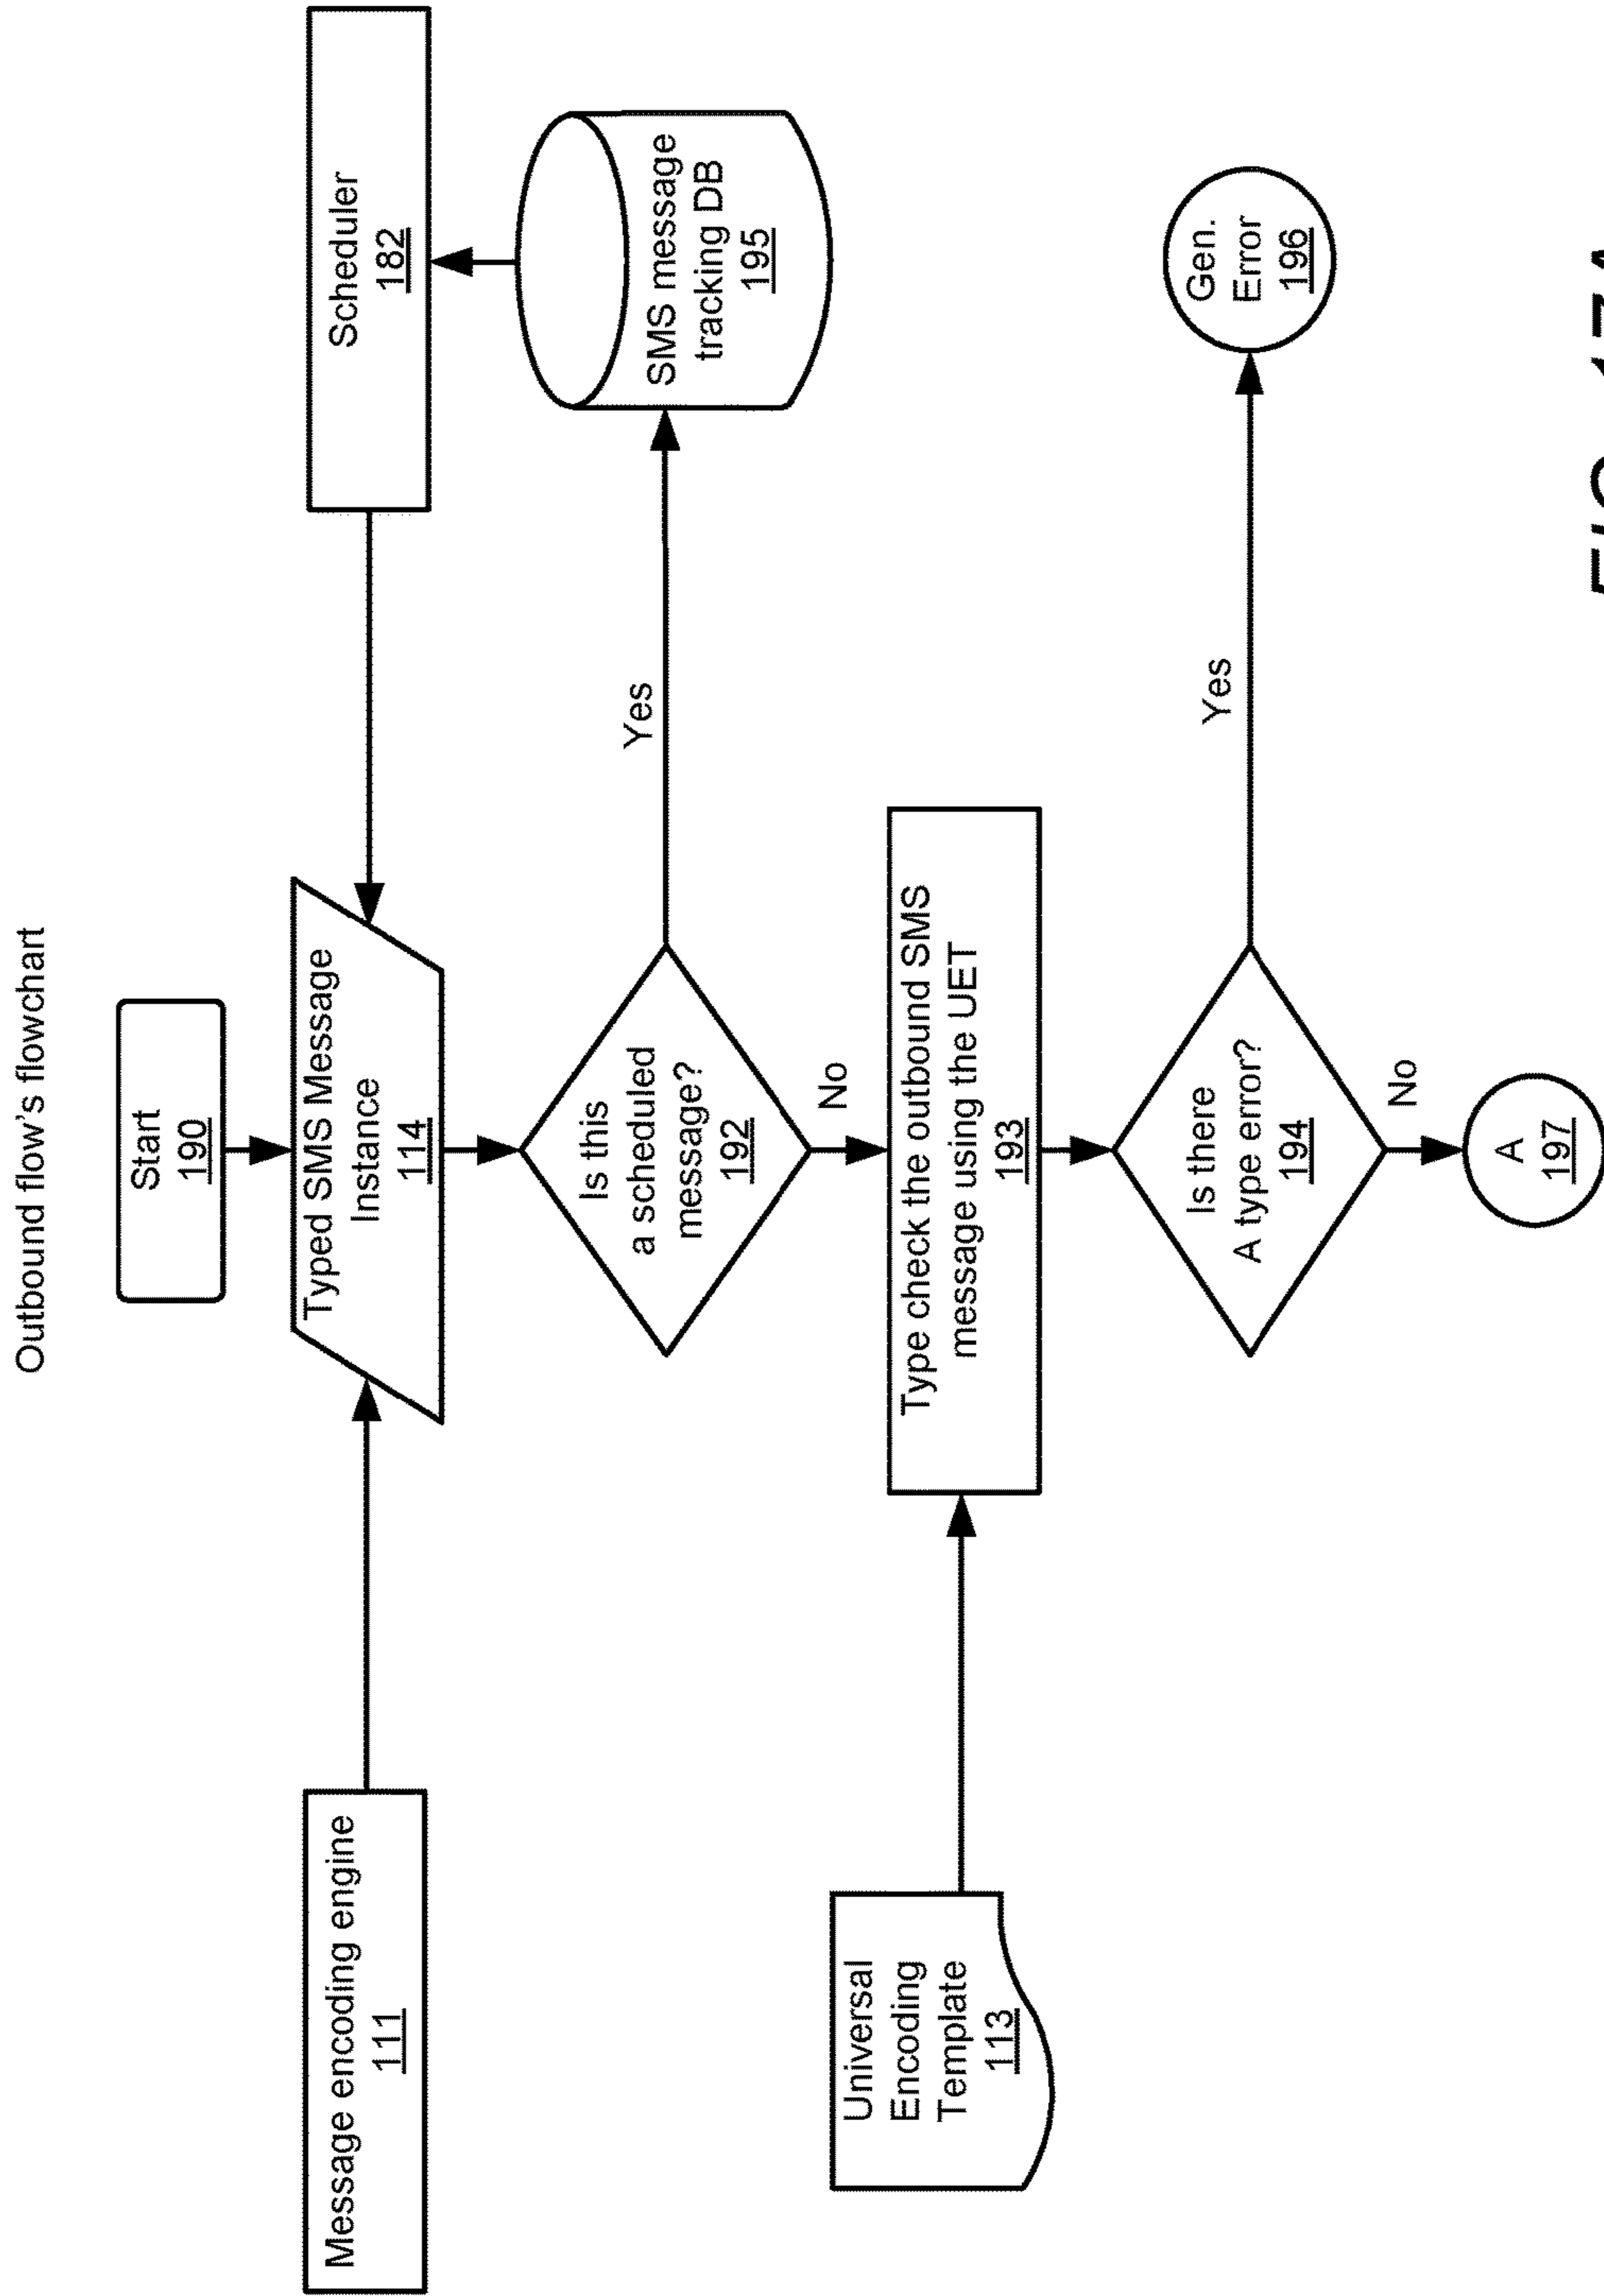 Outbound flow's flowchart
Start
190
Message encoding engine
111
Typed SMS Message
Instance
114
Scheduler
182
Is this
a scheduled
message?
192
Yes
SMS message
tracking DB
195
No
Universal
Encoding
Template
113
Type check the outbound SMS
message using the UET
193
Is there
A type error?
194
Yes
Gen.
Error
196
No
A
197
FIG. 17A